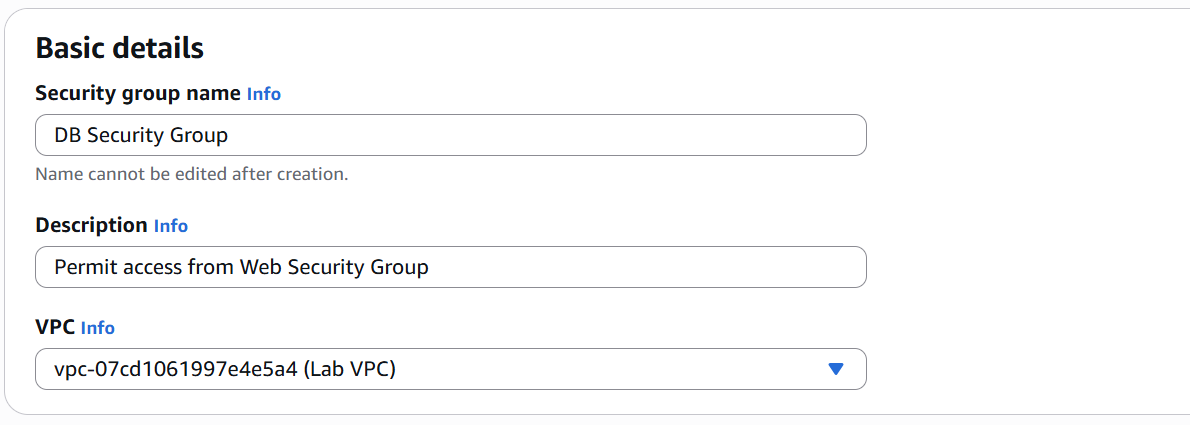 Basic details
Security group name Info
DB Security Group
Name cannot be edited after creation.
Description Info
Permit access from Web Security Group
VPC Info
vpc-07cd1061997e4e5a4 (Lab VPC)